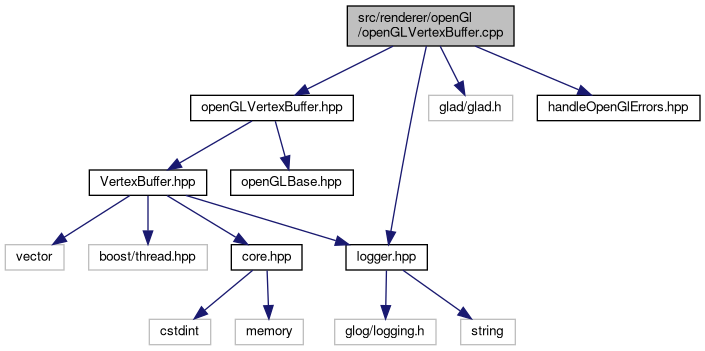 src/renderer/openGl
/openGLVertexBuffer.cpp
openGLVertexBuffer.hpp
glad/glad.h
handleOpenGlErrors.hpp
VertexBuffer.hpp
openGLBase.hpp
vector
boost/thread.hpp
core.hpp
logger.hpp
cstdint
memory
glog/logging.h
string